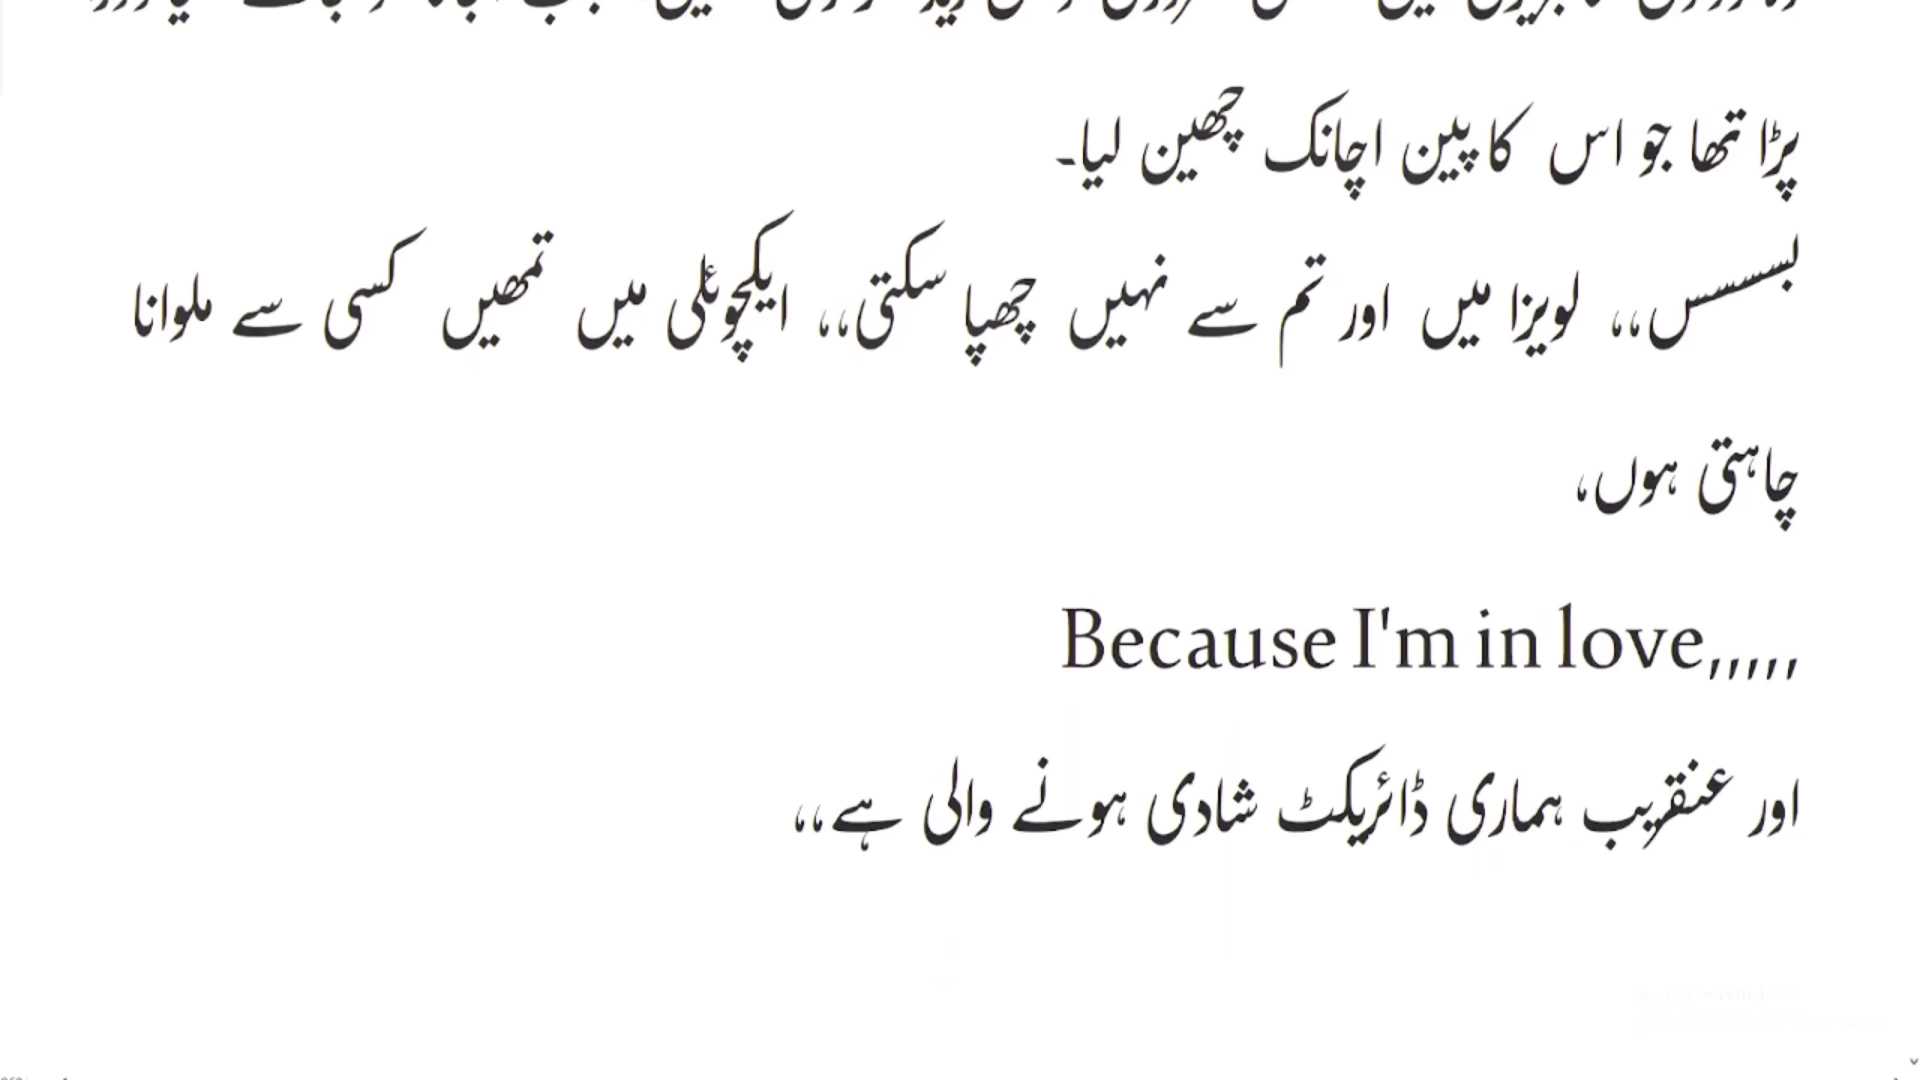 پڑا تھا جو اس کا پین اچانک چھین لیا۔
بسسسس،، لویزا میں اور تم سے نہیں چھپا سکتی،، ایکچوئلی میں تمھیں کسی سے ملوانا
چاہتی ہوں،
Because I'm in love,,,,,
اور عنقریب ہماری ڈائریکٹ شادی ہونے والی ہے،،